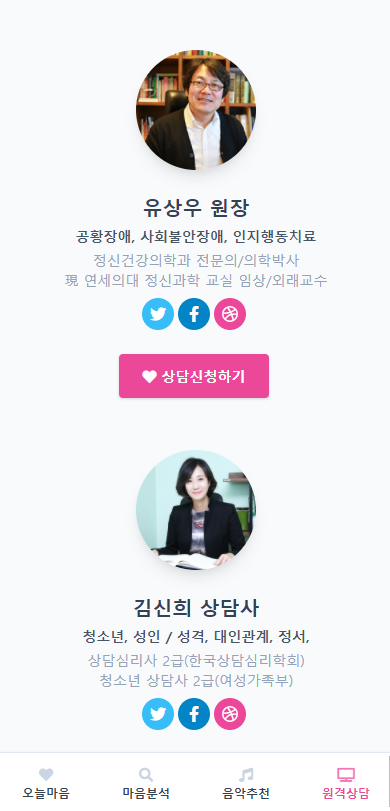 유상우 원장
공황장애, 사회불안장애, 인지행동치료
정신건강의학과 전문의/의학박사
現 연세의대 정신과학 교실 임상/외래교수
상담신청하기
김신희 상담사
청소년, 성인 / 성격, 대인관계, 정서,
상담심리사 2급(한국상담심리학회)
청소년 상담사 2급(여성가족부)
오늘마음 마음분석 음악추천 원격상담